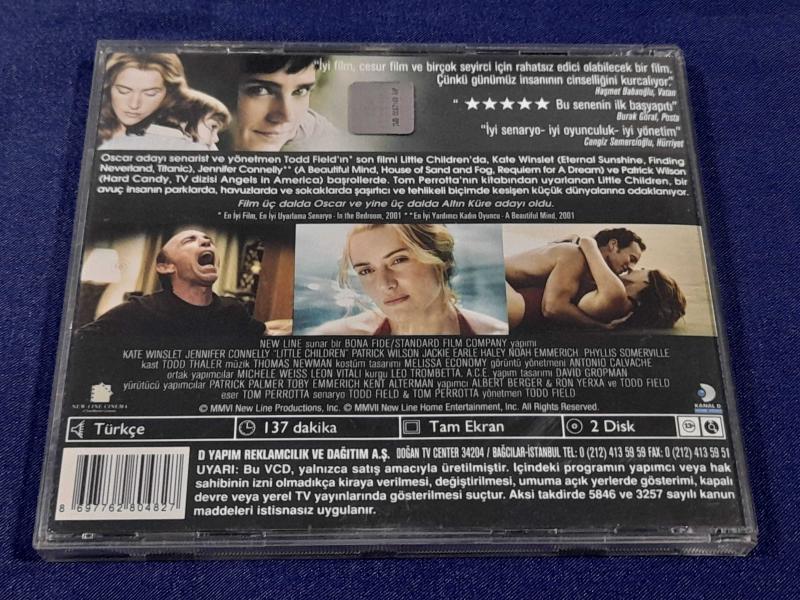 "İyi film, cesur film ve birçok seyirci için rahatsız edici olabilecek bir film,
Çünkü günümüz insanının cinselliğini kurcalıyor."
Haşmet Babaoğlu, Vatan
" ★★★★★ Bu senenin ilk başyapıtı"
Burak Göral, Posta
"İyi senaryo- iyi oyunculuk- iyi yönetim"
Cengiz Semercioğlu, Hürriyet
Oscar adayı senarist ve yönetmen Todd Field'ın* son filmi Little Children'da, Kate Winslet (Eternal Sunshine, Finding
Neverland, Titanic), Jennifer Connelly** (A Beautiful Mind, House of Sand and Fog, Requiem for A Dream) ve Patrick Wilson
(Hard Candy, TV dizisi Angels in America) başrollerde. Tom Perrotta'nın kitabından uyarlanan Little Children, bir
avuç insanın parklarda, havuzlarda ve sokaklarda şaşırtıcı ve tehlikeli biçimde kesişen küçük dünyalarına odaklanıyor.
Film üç dalda Oscar ve yine üç dalda Altın Küre adayı oldu.
* En İyi Film, En İyi Uyarlama Senaryo - In the Bedroom, 2001 * *En İyi Yardımcı Kadın Oyuncu - A Beautiful Mind, 2001
NEW LINE sunar bir BONA FIDE/STANDARD FILM COMPANY yapımı
KATE WINSLET JENNIFER CONNELLY "LITTLE CHILDREN" PATRICK WILSON JACKIE EARLE HALEY NOAH EMMERICH. PHYLLIS SOMERVILLE
kast TODD THALER müzik THOMAS NEWMAN kostüm tasarımı MELISSA ECONOMY görüntü yönetimi ANTONIO CALVACHE
ortak yapımcılar MICHELE WEISS LEON VITALI kurgu LEO TROMBETTA, A.C.E. yapım tasarımı DAVID GROPMAN
yürütücü yapımcılar PATRICK PALMER TOBY EMMERICH KENT ALTERMAN yapımcı ALBERT BERGER & RON YERXA ve TODD FIELD
eser TOM PERROTTA senaryo TODD FIELD & TOM PERROTTA yönetmen TODD FIELD
NEW LINE CINEMA
KANAL D
© MMVI New Line Productions, Inc. © MMVII New Line Home Entertainment, Inc. All Rights Reserved.
Türkçe 137 dakika Tam Ekran 2 Disk 13+
D YAPIM REKLAMCILIK VE DAĞITIM A.Ş. DOĞAN TV CENTER 34204 / BAĞCILAR-İSTANBUL TEL: 0 (212) 413 59 59 FAX: 0 (212) 413 59 51
UYARI: Bu VCD, yalnızca satış amacıyla üretilmiştir. İçindeki programın yapımcı veya hak
sahibinin izni olmadıkça kiraya verilmesi, değiştirilmesi, umuma açık yerlerde gösterimi, kapalı
devre veya yerel TV yayınlarında gösterilmesi suçtur. Aksi takdirde 5846 ve 3257 sayılı kanun
maddeleri istisnasız uygulanır.
8 697762 804827